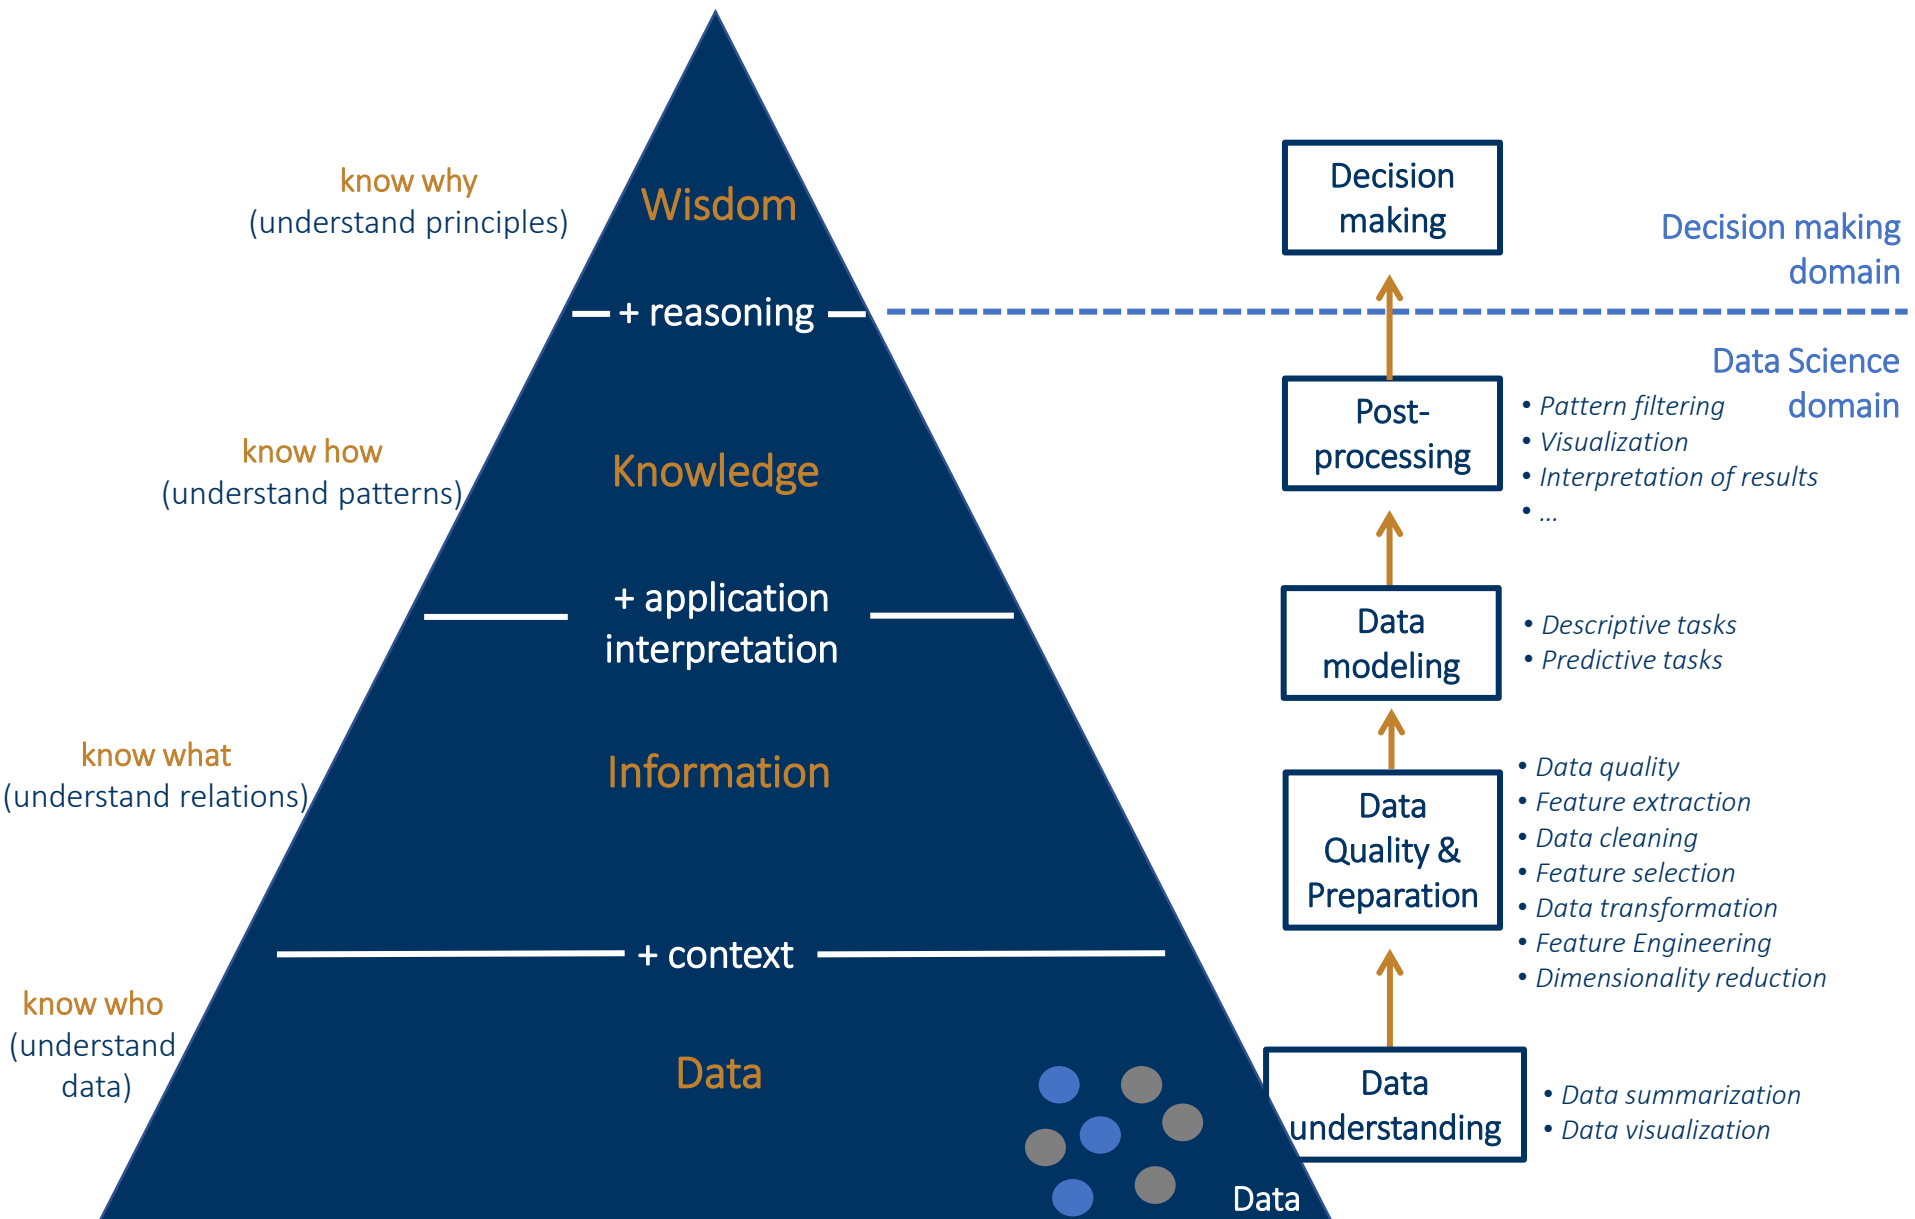 know why
(understand principles)
Wisdom
+ reasoning
know how
(understand patterns)
Knowledge
+ application
interpretation
know what
(understand relations)
Information
+ context
know who
(understand
data)
Data
Data
Decision
making
Decision making
domain
Data Science
domain
Post-
processing
• Pattern filtering
• Visualization
• Interpretation of results
• ...
Data
modeling
• Descriptive tasks
• Predictive tasks
Data
Quality &
Preparation
• Data quality
• Feature extraction
• Data cleaning
• Feature selection
• Data transformation
• Feature Engineering
• Dimensionality reduction
Data
understanding
• Data summarization
• Data visualization